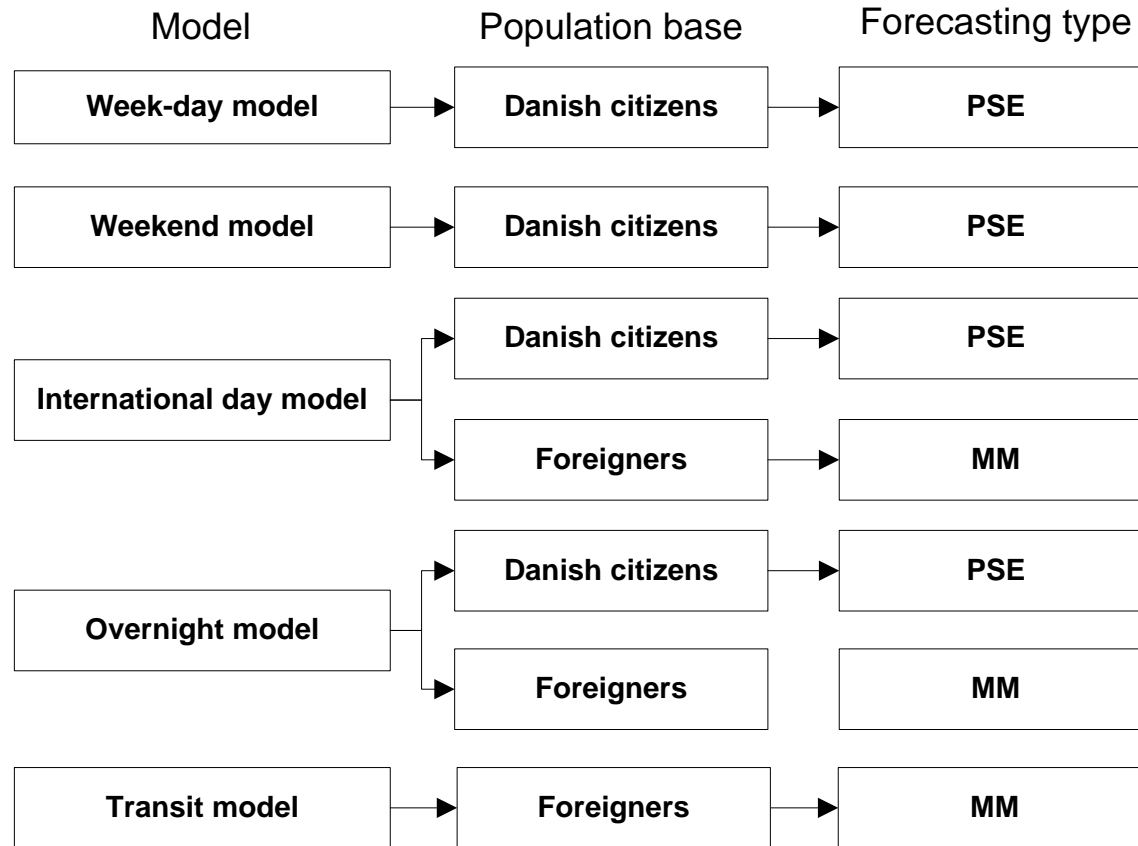 Model Population base Forecasting type
Week-day model Danish citizens PSE
Weekend model Danish citizens PSE
Danish citizens PSE
International day model
Foreigners MM
Danish citizens PSE
Overnight model
Foreigners MM
Transit model Foreigners MM